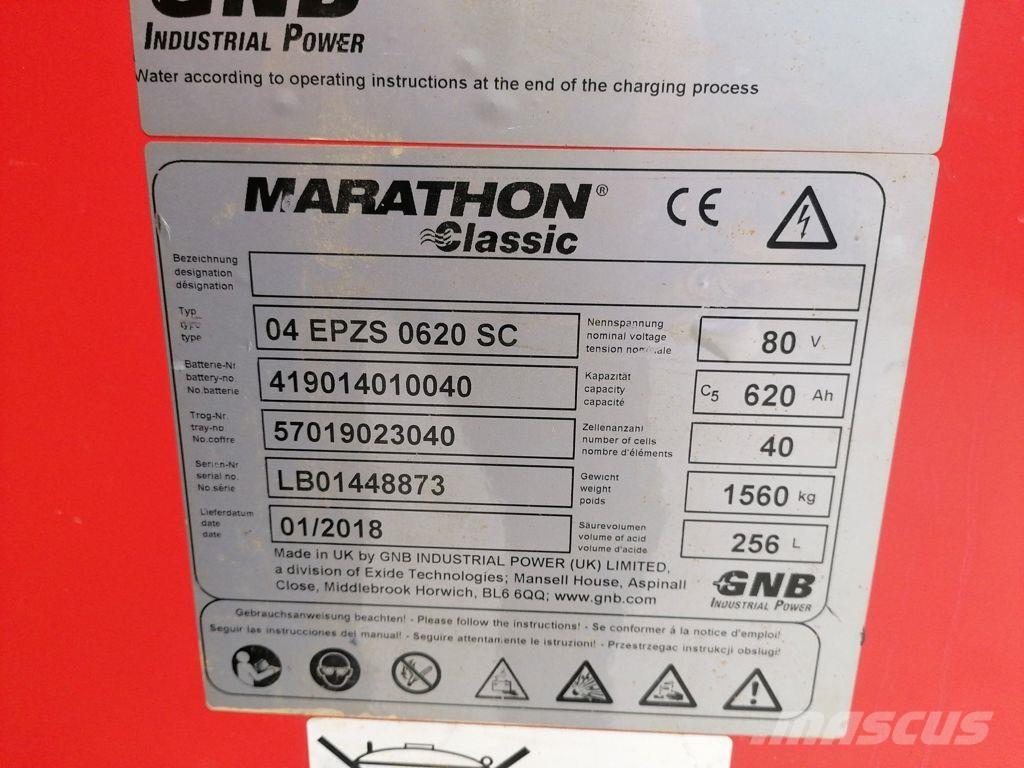 GNB
INDUSTRIAL POWER
Water according to operating instructions at the end of the charging process
MARATHON®
Classic
CE
Bezeichnung
designation
désignation
Typ
type
type
04 EPZS 0620 SC
Batterie-Nr
battery-no.
No.batterie
419014010040
Trog-Nr.
tray-no
No.coffre
57019023040
Serien-Nr
serial no.
No.série
LB01448873
Lieferdatum
date
date
01/2018
Nennspannung
nominal voltage
tension nominale
80 V
Kapazität
capacity
capacité
C5 620 Ah
Zellenanzahl
number of cells
nombre d'éléments
40
Gewicht
weight
poids
1560 kg
Säurevolumen
volume of acid
volume d'acide
256 L
Made in UK by GNB INDUSTRIAL POWER (UK) LIMITED,
a division of Exide Technologies; Mansell House, Aspinall
Close, Middlebrook Horwich, BL6 6QQ; www.gnb.com
GNB
INDUSTRIAL POWER
Gebrauchsanweisung beachten! - Please follow the instructions! - Se conformer á la notice d'emploi!
Seguir las instrucciones del manual! - Seguire attentamente le istruzioni! - Przestrzegac instrukcji obslugi!
mascus